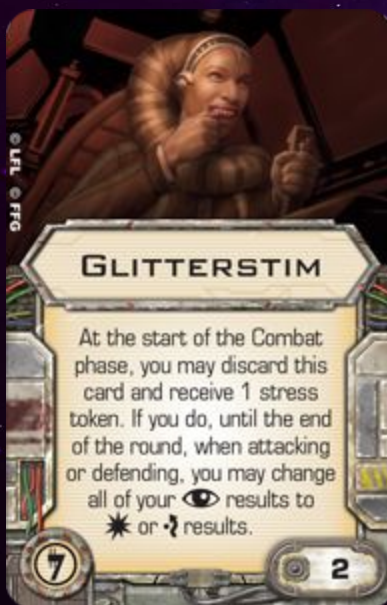 © LFL © FFG
GLITTERSTIM
At the start of the Combat
phase, you may discard this
card and receive 1 stress
token. If you do, until the end
of the round, when attacking
or defending, you may change
all of your results to
or results.
2